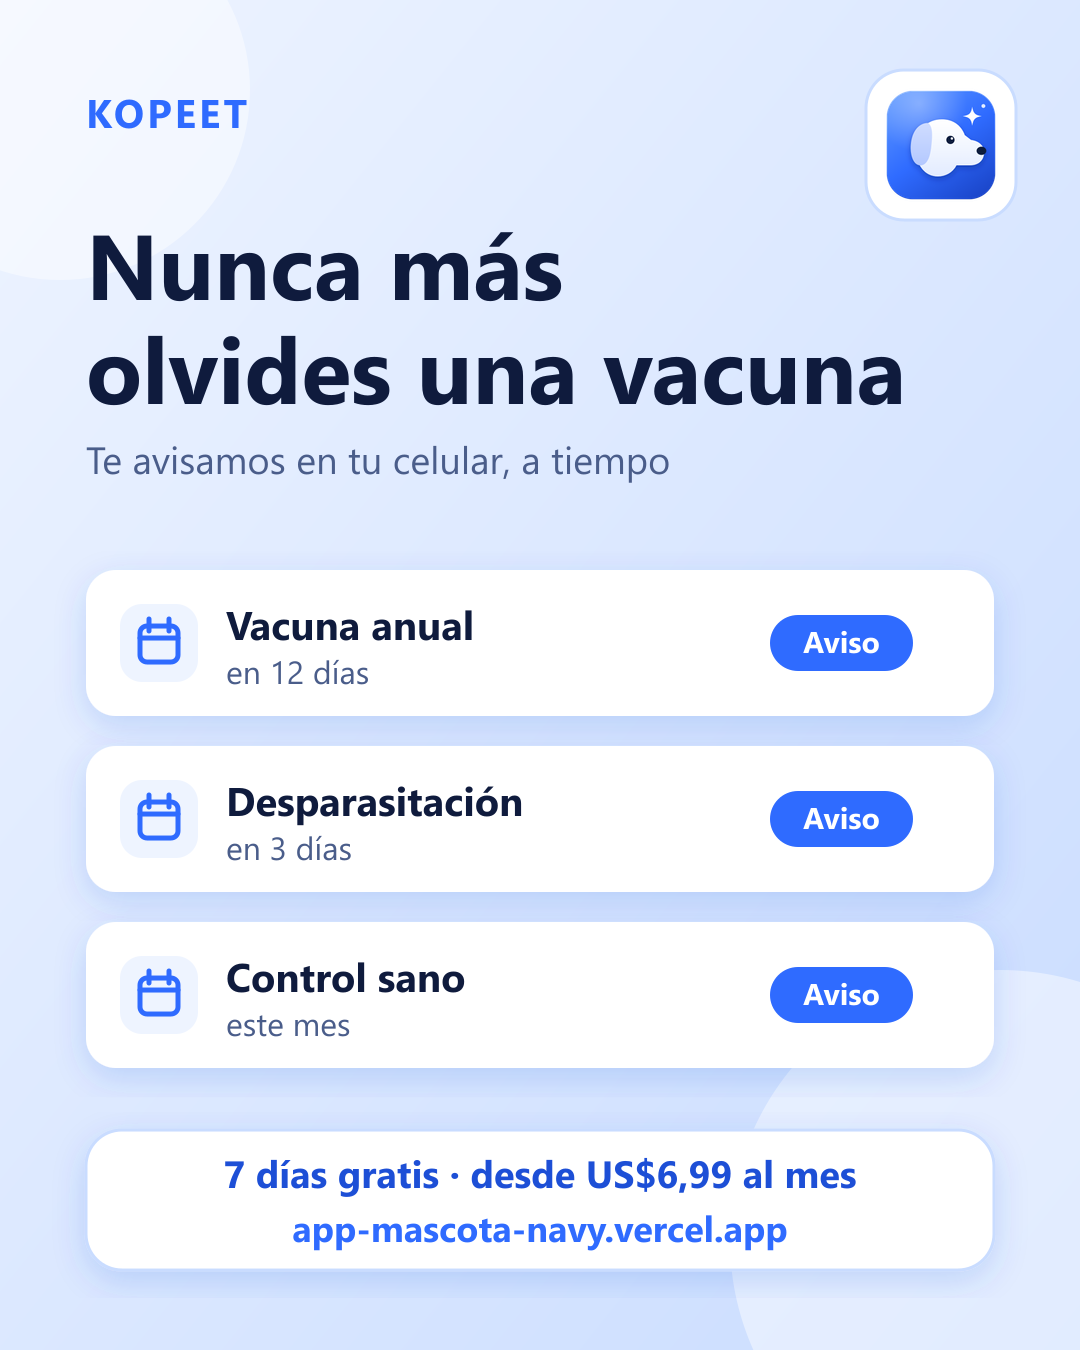 KOPEET
Nunca más
olvides una vacuna
Te avisamos en tu celular, a tiempo
Vacuna anual
en 12 días
Aviso
Desparasitación
en 3 días
Aviso
Control sano
este mes
Aviso
7 días gratis · desde US$6,99 al mes
app-mascota-navy.vercel.app